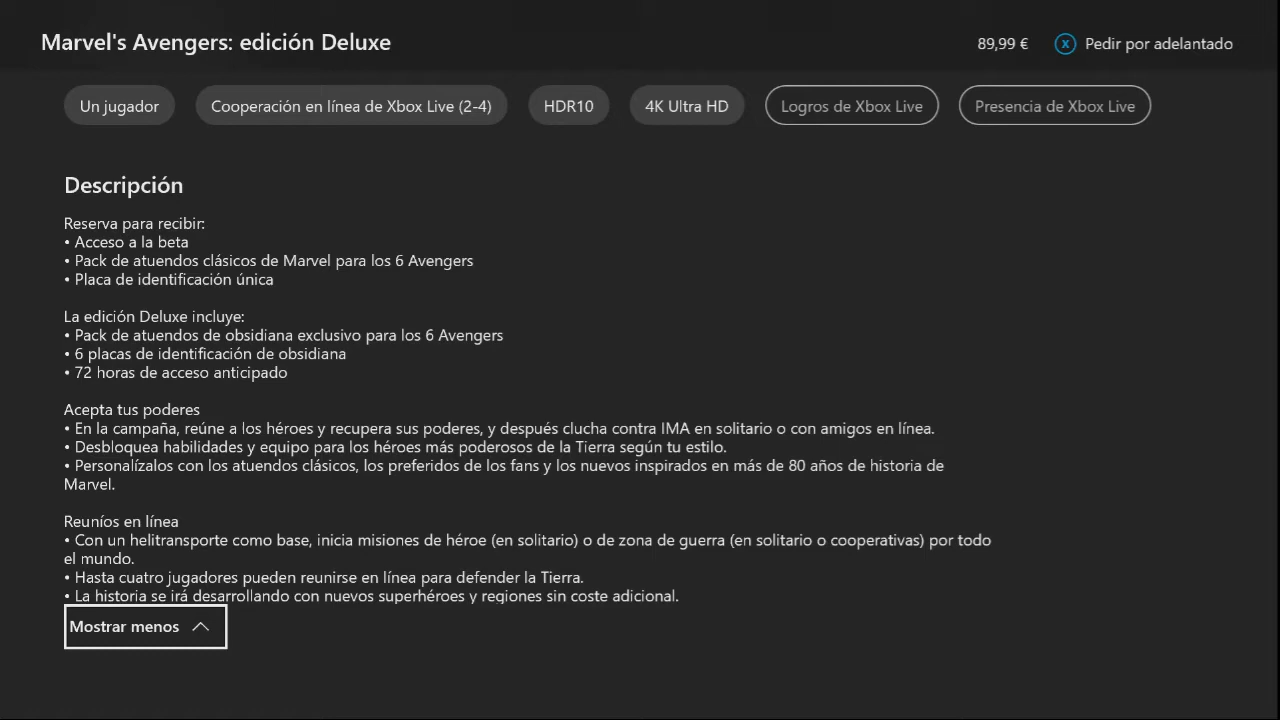 Marvel's Avengers: edición Deluxe
89,99 €
X Pedir por adelantado
Un jugador
Cooperación en línea de Xbox Live (2-4)
HDR10
4K Ultra HD
Logros de Xbox Live
Presencia de Xbox Live
Descripción
Reserva para recibir:
• Acceso a la beta
• Pack de atuendos clásicos de Marvel para los 6 Avengers
• Placa de identificación única
La edición Deluxe incluye:
• Pack de atuendos de obsidiana exclusivo para los 6 Avengers
• 6 placas de identificación de obsidiana
• 72 horas de acceso anticipado
Acepta tus poderes
• En la campaña, reúne a los héroes y recupera sus poderes, y después clucha contra IMA en solitario o con amigos en línea.
• Desbloquea habilidades y equipo para los héroes más poderosos de la Tierra según tu estilo.
• Personalízalos con los atuendos clásicos, los preferidos de los fans y los nuevos inspirados en más de 80 años de historia de
Marvel.
Reuníos en línea
• Con un helitransporte como base, inicia misiones de héroe (en solitario) o de zona de guerra (en solitario o cooperativas) por todo
el mundo.
• Hasta cuatro jugadores pueden reunirse en línea para defender la Tierra.
• La historia se irá desarrollando con nuevos superhéroes y regiones sin coste adicional.
Mostrar menos